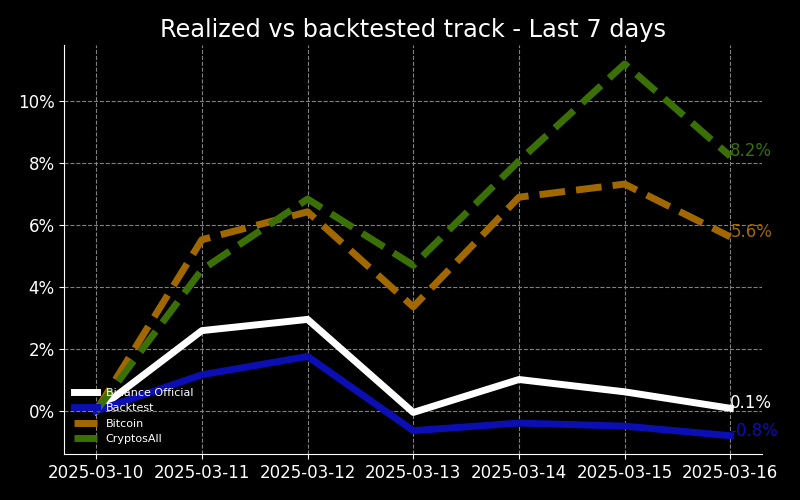 Realized vs backtested track - Last 7 days
10%
8%
6%
4%
2%
0%
8.2%
5.6%
0.1%
-0.8%
Binance Official
Backtest
Bitcoin
CryptosAll
2025-03-10 2025-03-11 2025-03-12 2025-03-13 2025-03-14 2025-03-15 2025-03-16